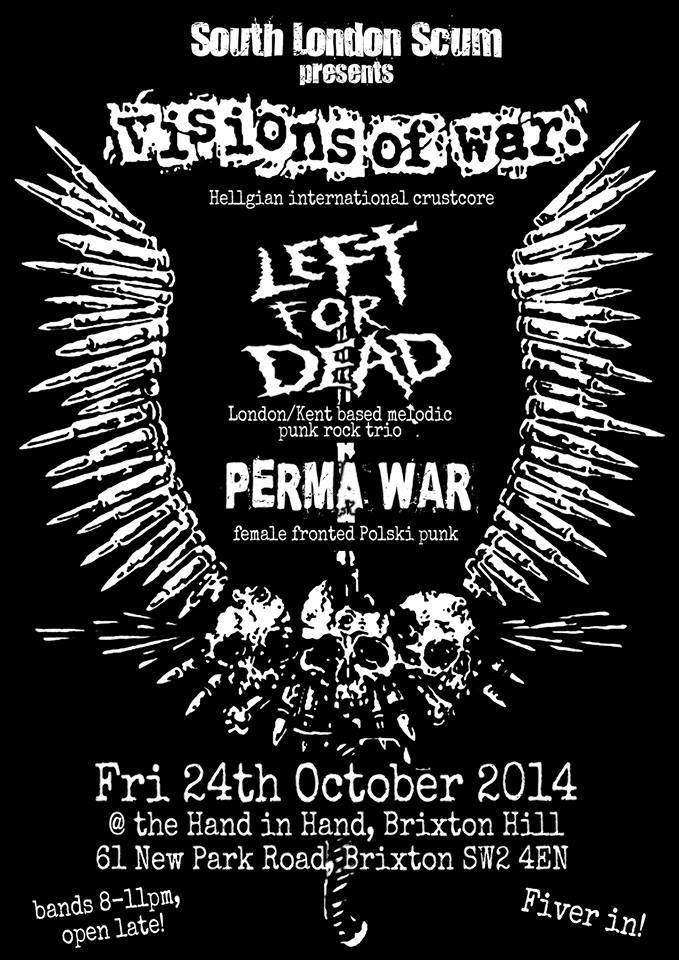 South London Scum
presents
visions of war.
Hellgian international crustcore
LEFT
FOR
DEAD
London/Kent based melodic
punk rock trio
PERMA WAR
female fronted Polski punk
Fri 24th October 2014
@ the Hand in Hand, Brixton Hill
61 New Park Road, Brixton SW2 4EN
bands 8-11pm,
open late!
Fiver in!